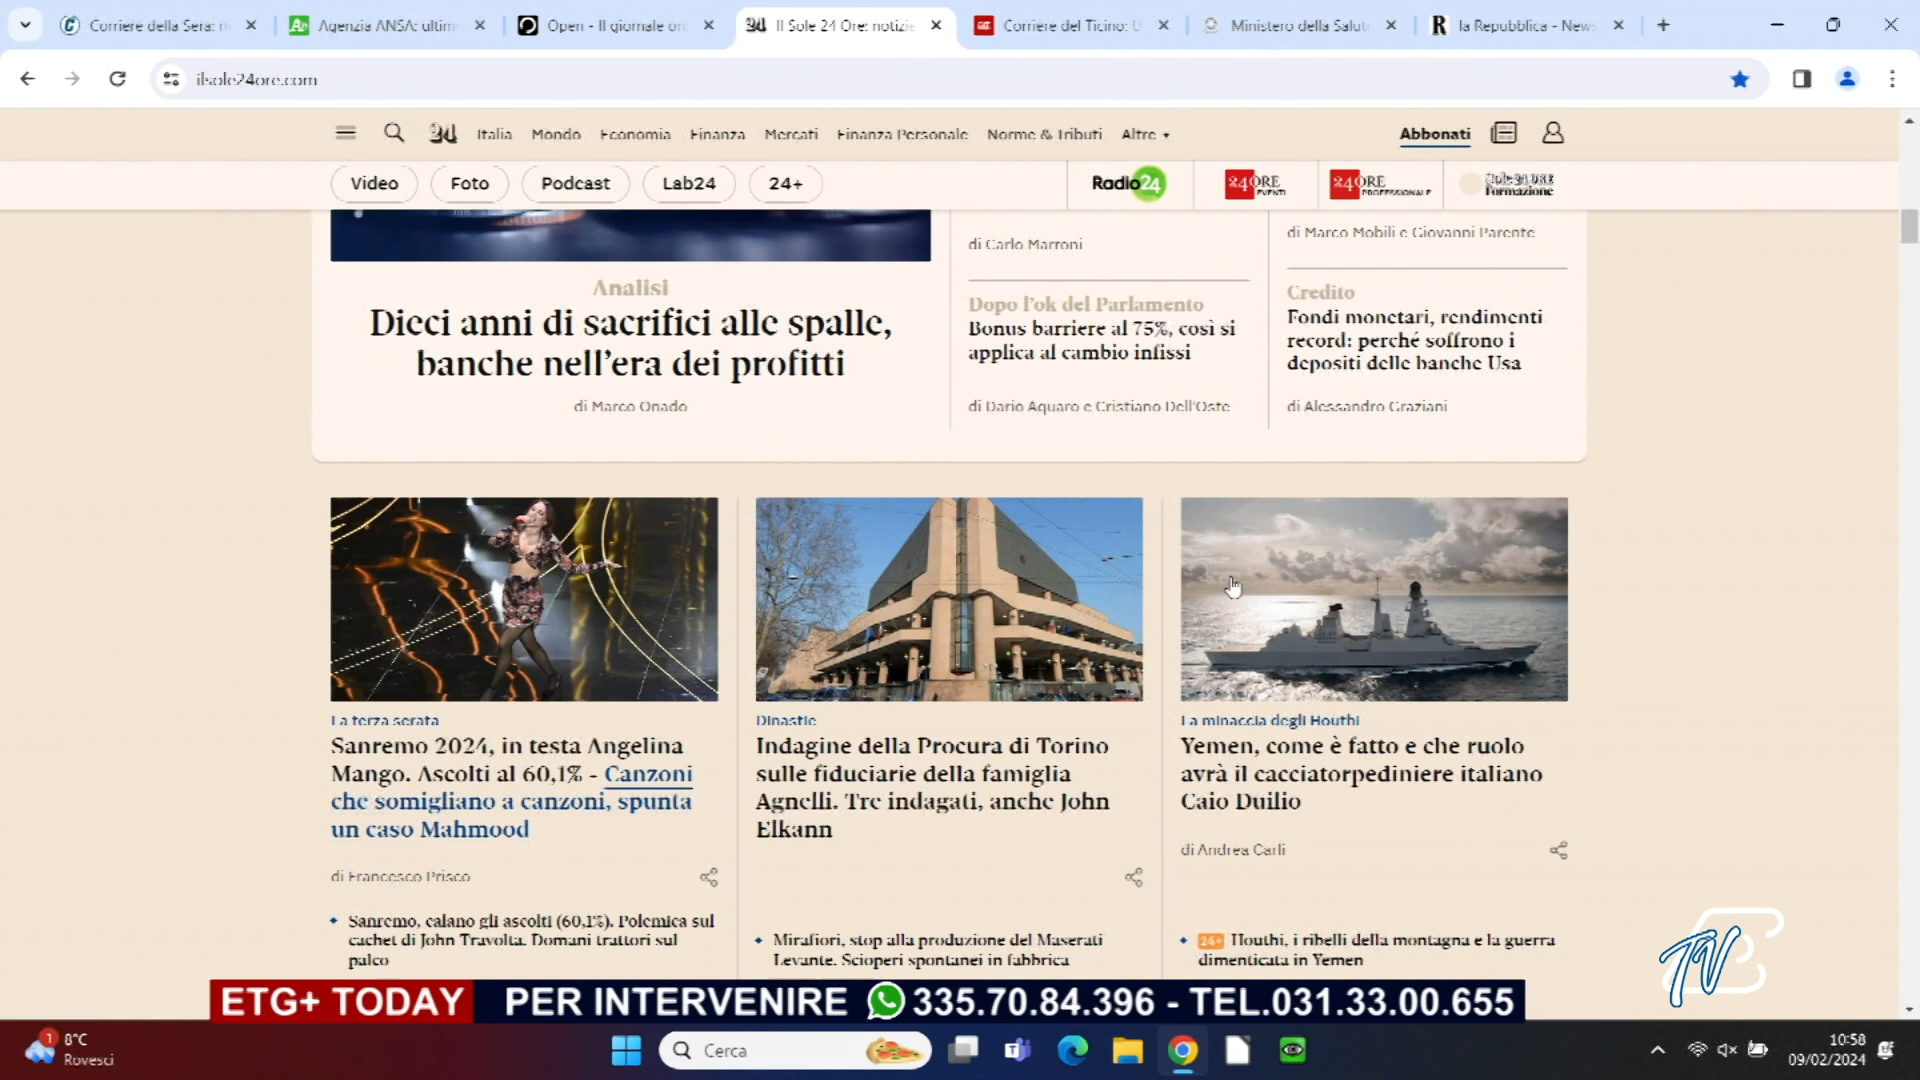 Corriere della Sera: n
Agenzia ANSA: ultim
Open - Il giornale on
Il Sole 24 Ore: notizie
Corriere del Ticino: U
Ministero della Salut
la Repubblica - News
ilsole24ore.com
24 Italia Mondo Economia Finanza Mercati Finanza Personale Norme & Tributi Altre
Abbonati
Video Foto Podcast Lab24 24+
Radio24
24ORE EVENTI
24ORE PROFESSIONALE
Formazione
di Carlo Marroni
di Marco Mobili e Giovanni Parente
Analisi
Dieci anni di sacrifici alle spalle,
banche nell'era dei profitti
di Marco Onado
Dopo l'ok del Parlamento
Bonus barriere al 75%, così si
applica al cambio infissi
di Dario Aquaro e Cristiano Dell'Oste
Credito
Fondi monetari, rendimenti
record: perché soffrono i
depositi delle banche Usa
di Alessandro Graziani
La terza serata
Sanremo 2024, in testa Angelina
Mango. Ascolti al 60,1% - Canzoni
che somigliano a canzoni, spunta
un caso Mahmood
di Francesco Prisco
Sanremo, calano gli ascolti (60,1%). Polemica sul
cachet di John Travolta. Domani trattori sul
palco
Dinastie
Indagine della Procura di Torino
sulle fiduciarie della famiglia
Agnelli. Tre indagati, anche John
Elkann
Mirafiori, stop alla produzione del Maserati
Levante. Scioperi spontanei in fabbrica
La minaccia degli Houthi
Yemen, come è fatto e che ruolo
avrà il cacciatorpediniere italiano
Caio Duilio
di Andrea Carli
24+ Houthi, i ribelli della montagna e la guerra
dimenticata in Yemen
ETG+ TODAY PER INTERVENIRE 335.70.84.396 - TEL.031.33.00.655
1
8°C
Rovesci
Cerca
10:58
09/02/2024